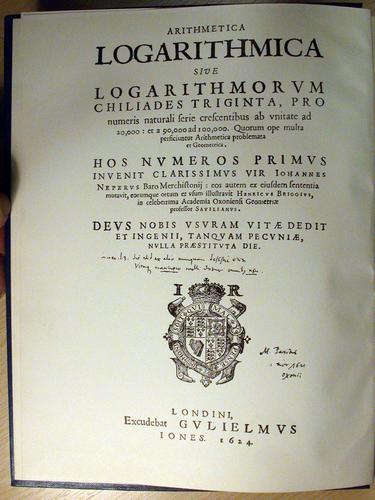 ARITHMETICA
LOGARITHMICA
SIVE
LOGARITHMORVM
CHILIADES TRIGINTA, PRO
numeris naturali serie crescentibus ab vnitate ad
20,000: et a 90,000 ad 100,000. Quorum ope multa
perficiuntur Arithmetica problemata
et Geometrica.
HOS NVMEROS PRIMVS
INVENIT CLARISSIMVS VIR IOHANNES
NEPERVS Baro Merchistonij: eos autem ex eiusdem sententia
mutavit, eorumque ortum et vsum illustravit HENRICVS BRIGGIVS,
in celeberrima Academia Oxoniensi Geometriæ
professor SAVILIANVS.
DEVS NOBIS VSVRAM VITÆ DEDIT
ET INGENII, TANQVAM PECVNIÆ,
NVLLA PRÆSTITVTA DIE.
I R
LONDINI,
Excudebat GVLIELMVS
IONES. 1624.